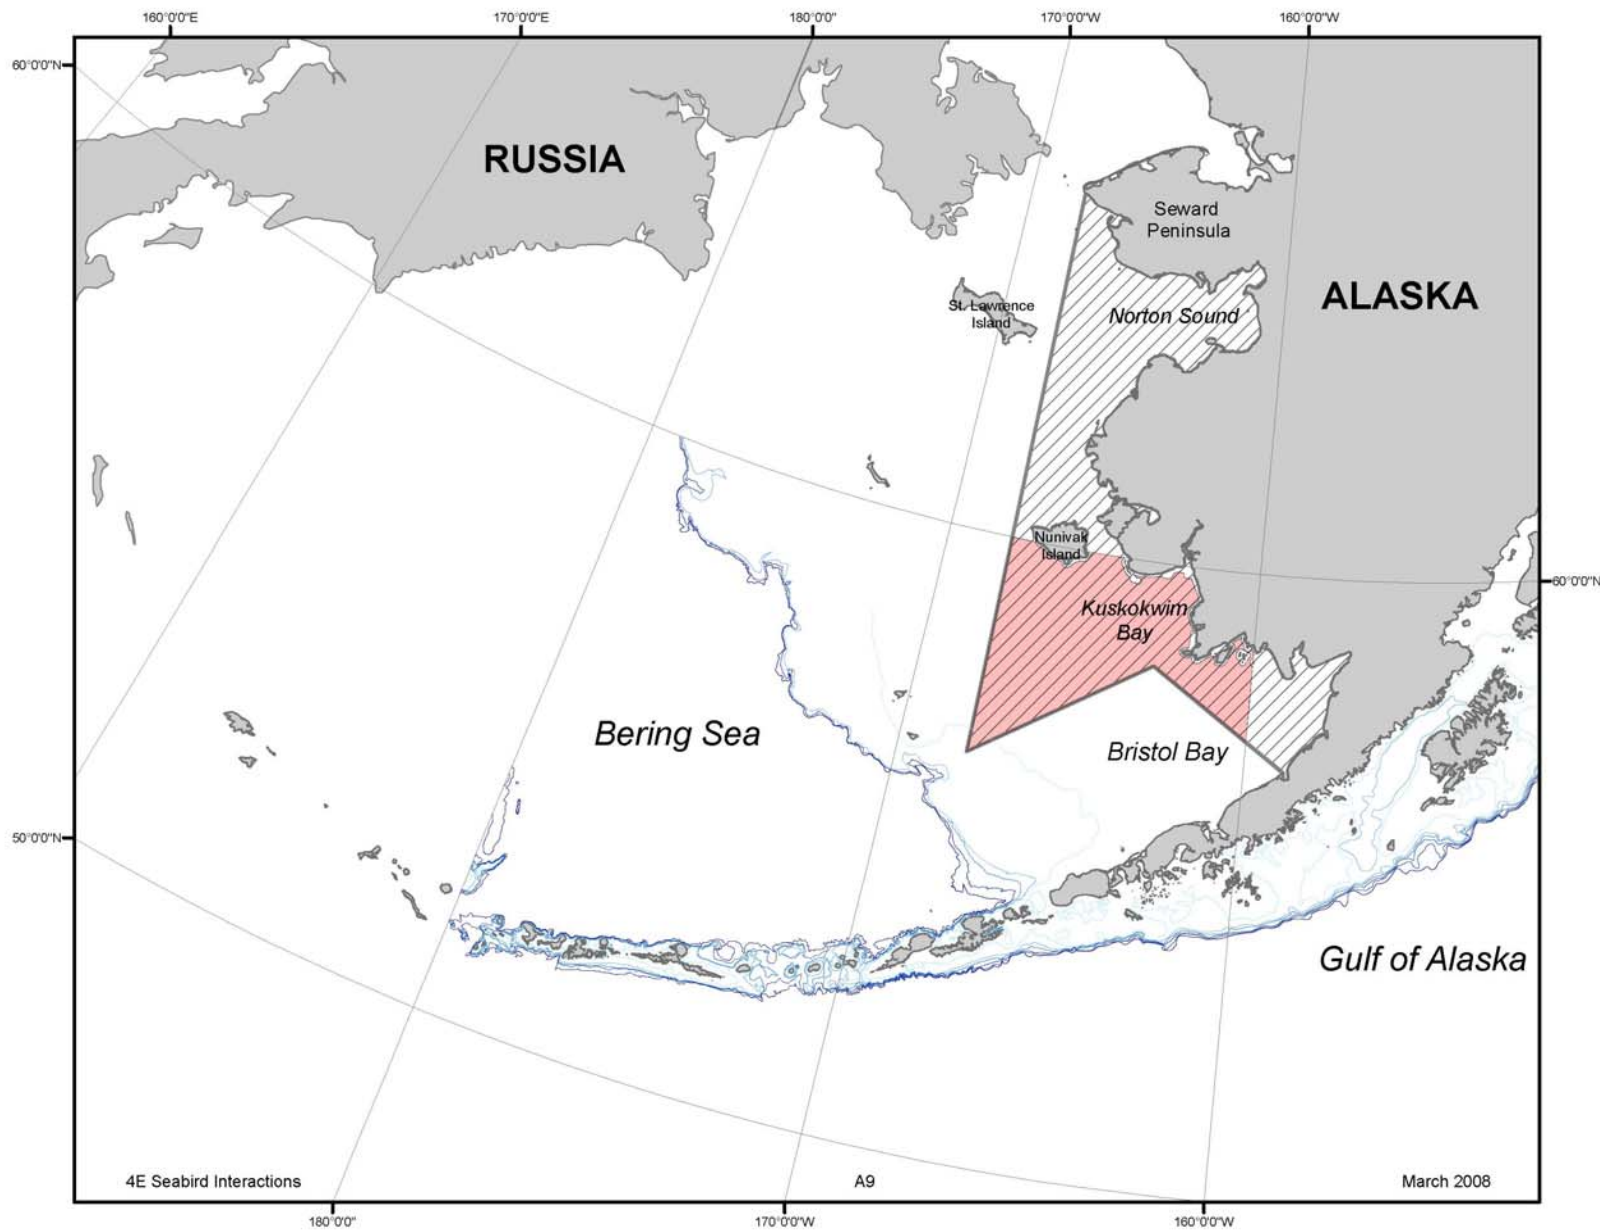 160°0'0"E
170°0'0"E
180°0'0"
170°0'0"W
160°0'0"W
60°0'0"N
RUSSIA
Seward
Peninsula
ALASKA
St. Lawrence
Island
Norton Sound
Nunivak
Island
60°0'0"N
Kuskokwim
Bay
Bering Sea
Bristol Bay
50°0'0"N
Gulf of Alaska
4E Seabird Interactions
A9
March 2008
180°0'0"
170°0'0"W
160°0'0"W